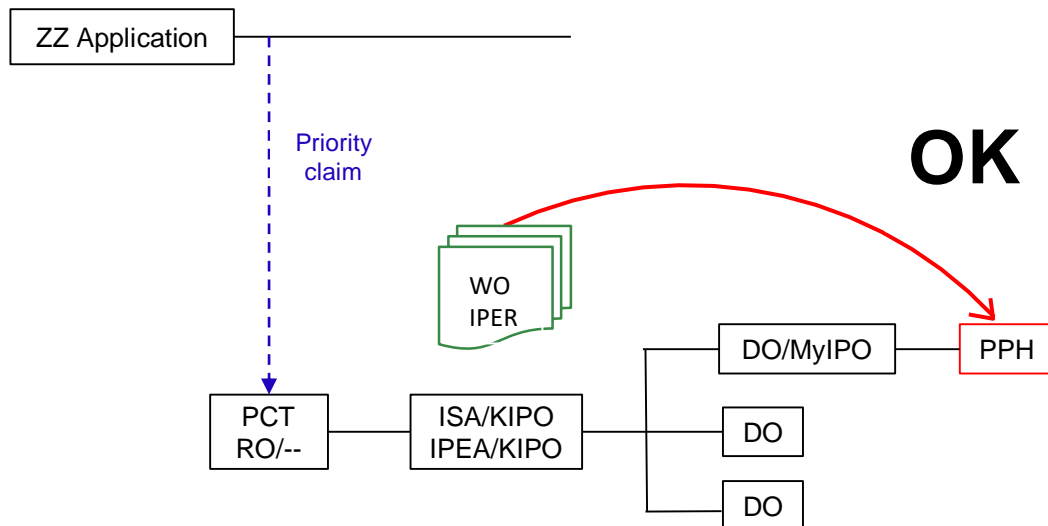 ZZ Application
Priority
claim
OK
WO
IPER
DO/MyIPO
PPH
PCT
RO/--
ISA/KIPO
IPEA/KIPO
DO
DO